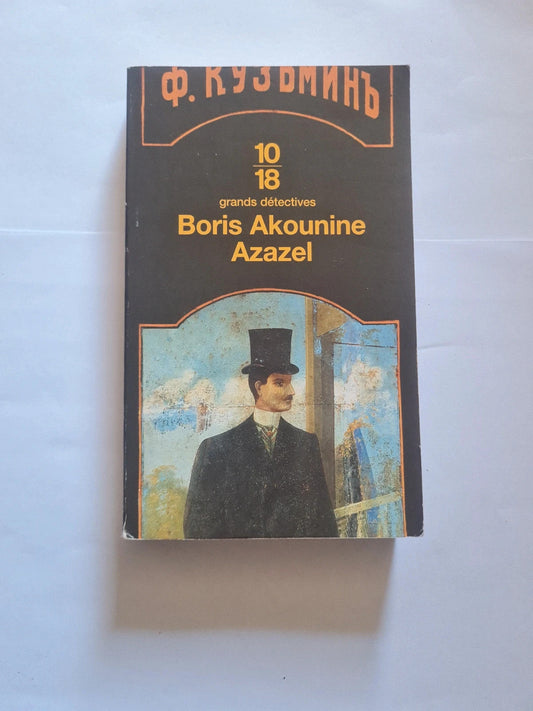 Ф. КУЗЬМИНЪ
10
18
grands détectives
Boris Akounine
Azazel